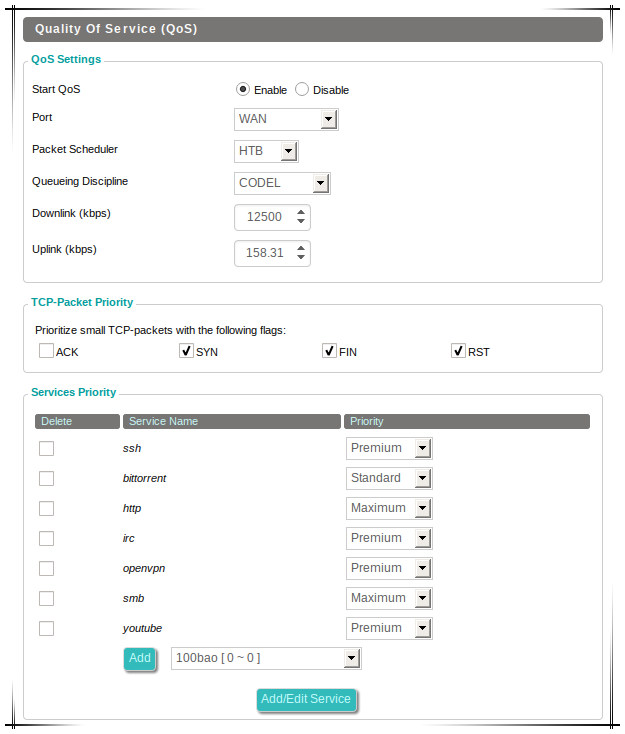 Quality Of Service (QoS)
QoS Settings
Start QoS Enable Disable
Port WAN
Packet Scheduler HTB
Queueing Discipline CODEL
Downlink (kbps) 12500
Uplink (kbps) 158.31
TCP-Packet Priority
Prioritize small TCP-packets with the following flags:
ACK SYN FIN RST
Services Priority
Delete Service Name Priority
ssh Premium
bittorrent Standard
http Maximum
irc Premium
openvpn Premium
smb Maximum
youtube Premium
Add 100bao [ 0 ~ 0 ]
Add/Edit Service